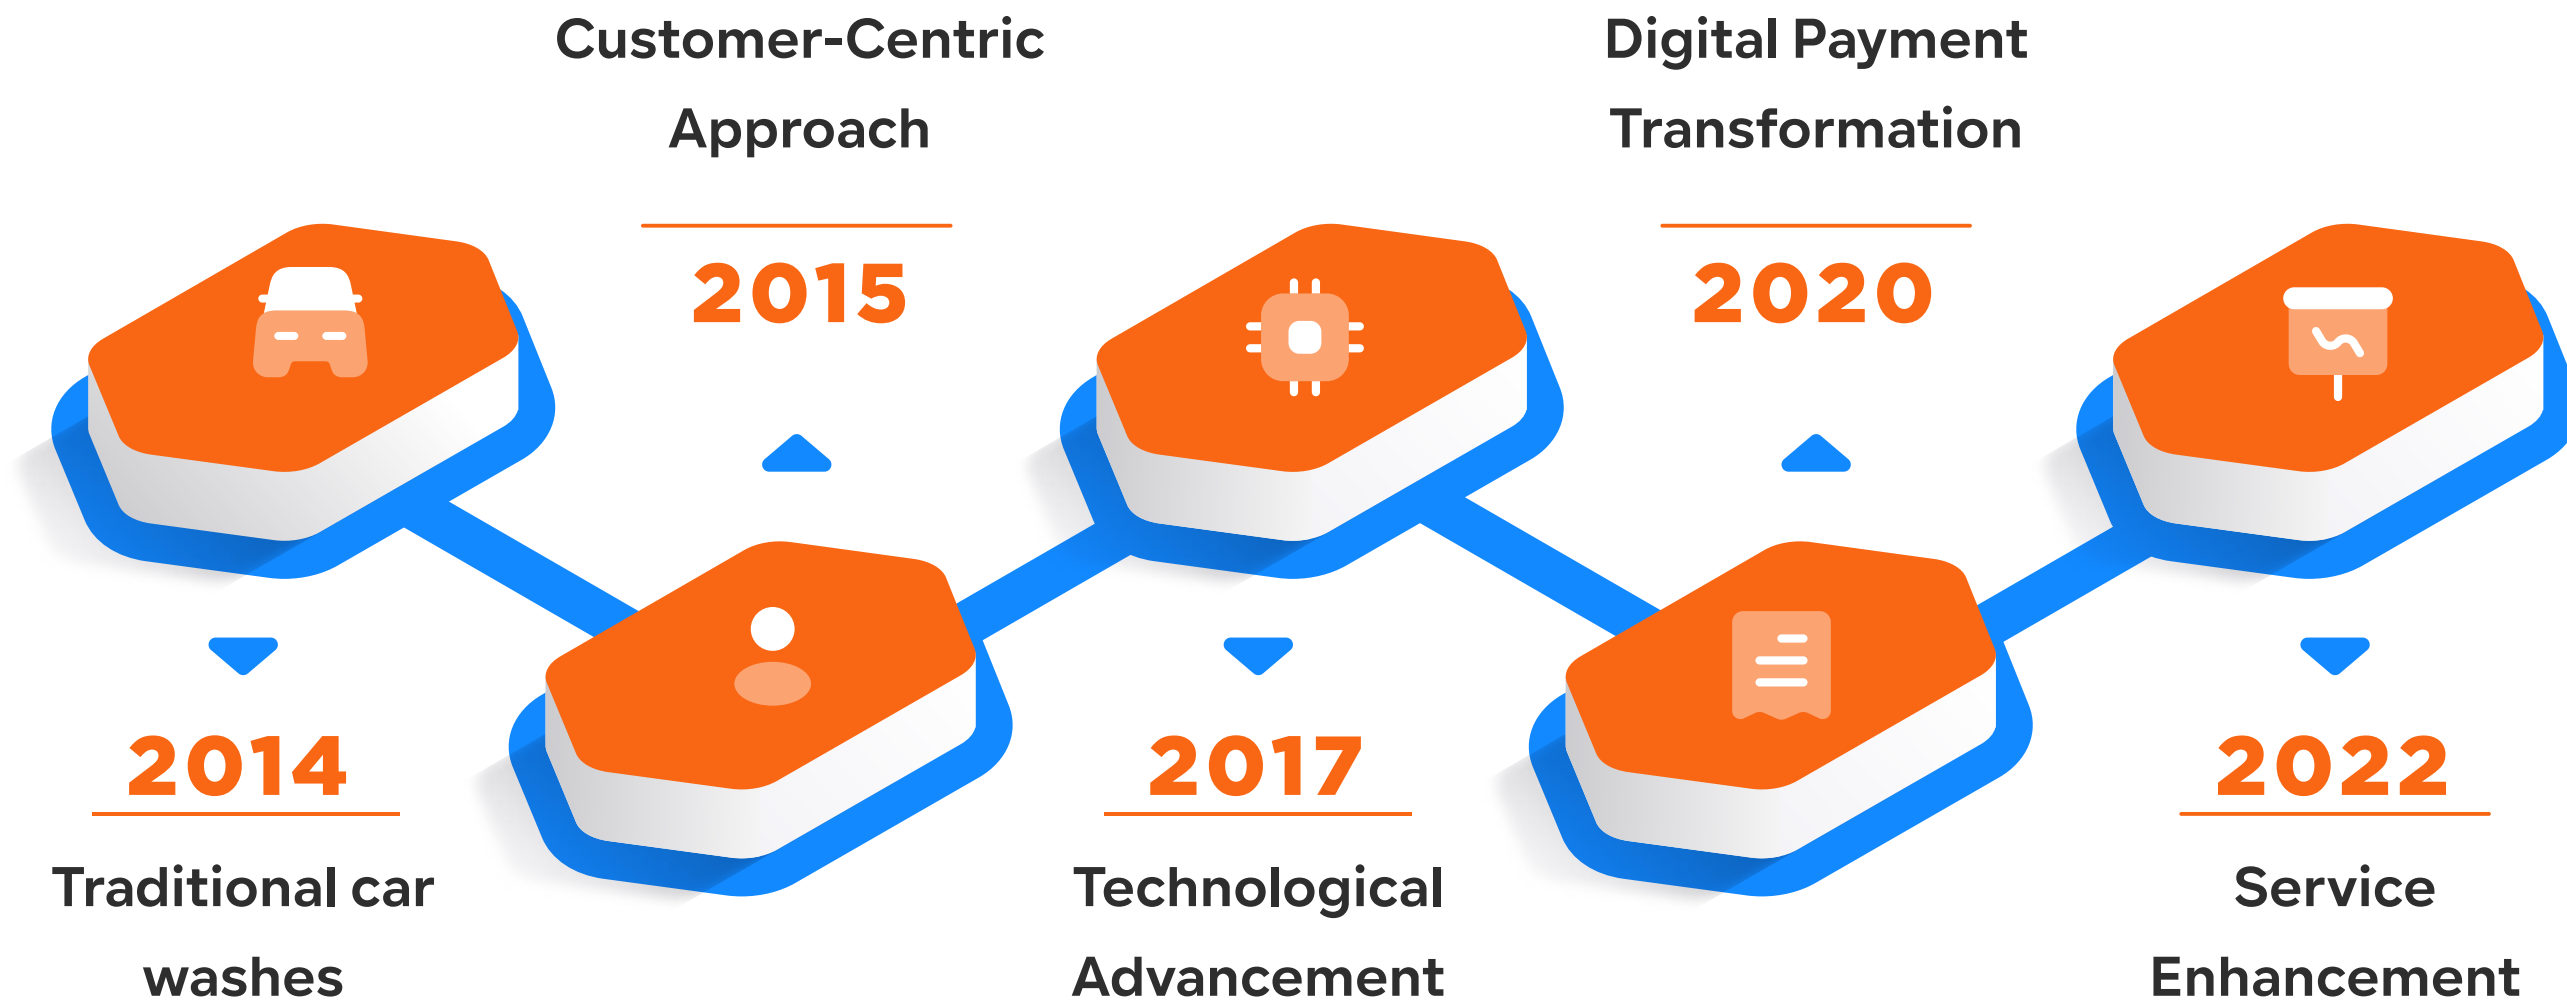 Customer-Centric
Approach
2015
Digital Payment
Transformation
2020
2014
Traditional car
washes
2017
Technological
Advancement
2022
Service
Enhancement